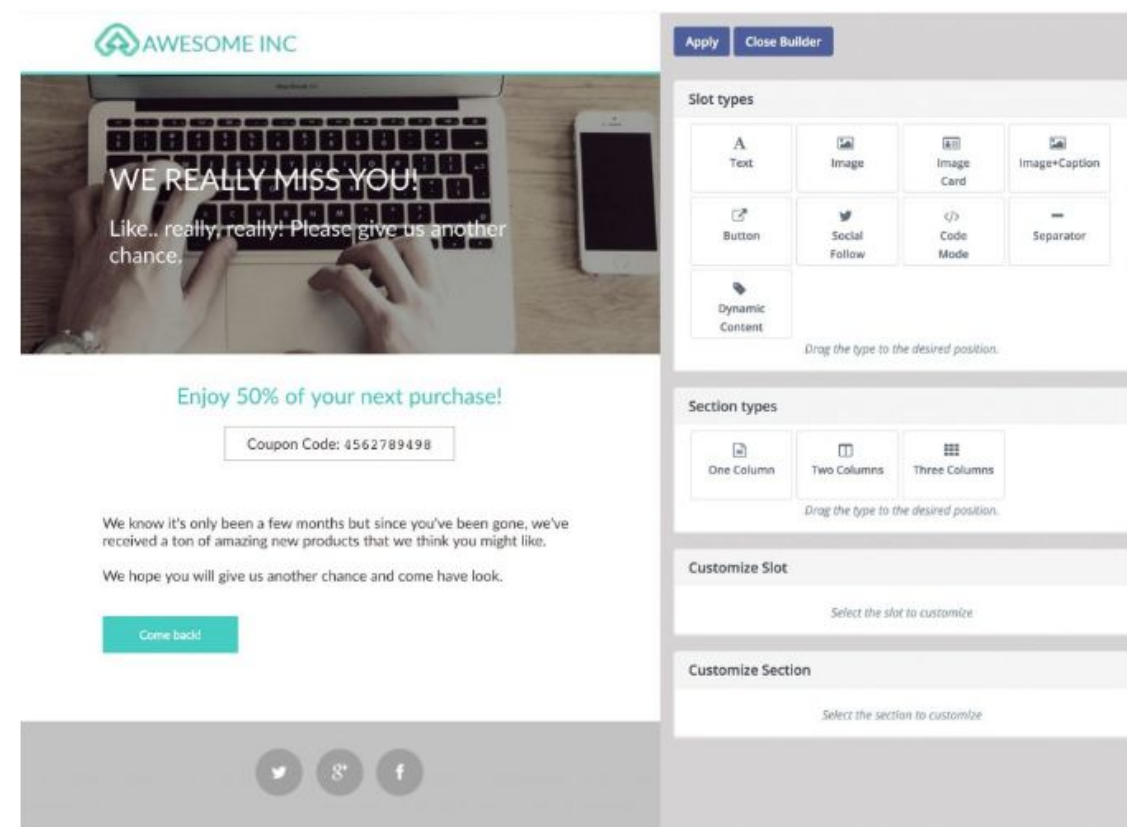 AWESOME INC
WE REALLY MISS YOU!
Like.. really, really! Please give us another
chance.
Enjoy 50% of your next purchase!
Coupon Code: 4562789498
We know it's only been a few months but since you've been gone, we've
received a ton of amazing new products that we think you might like.
We hope you will give us another chance and come have look.
Come back!
Apply
Close Builder
Slot types
Text
Image
Image
Card
Image+Caption
Button
Social
Follow
Code
Mode
Separator
Dynamic
Content
Drag the type to the desired position.
Section types
One Column
Two Columns
Three Columns
Drag the type to the desired position.
Customize Slot
Select the slot to customize
Customize Section
Select the section to customize